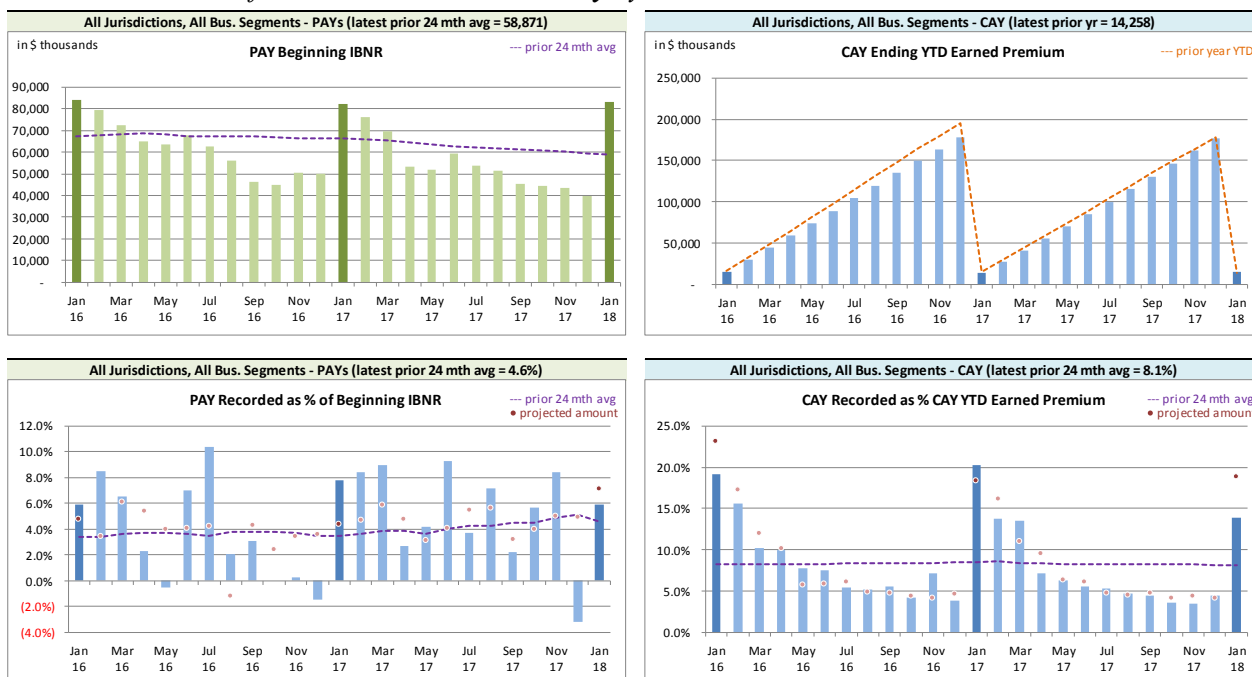 All Jurisdictions, All Bus. Segments - PAYs (latest prior 24 mth avg = 58,871)
in $ thousands
PAY Beginning IBNR
--- prior 24 mth avg
90,000
80,000
70,000
60,000
50,000
40,000
30,000
20,000
10,000
-
Jan Mar May Jul Sep Nov Jan Mar May Jul Sep Nov Jan
16 16 16 16 16 16 17 17 17 17 17 17 18
All Jurisdictions, All Bus. Segments - CAY (latest prior yr = 14,258)
in $ thousands
CAY Ending YTD Earned Premium
--- prior year YTD
250,000
200,000
150,000
100,000
50,000
-
Jan Mar May Jul Sep Nov Jan Mar May Jul Sep Nov Jan
16 16 16 16 16 16 17 17 17 17 17 17 18
All Jurisdictions, All Bus. Segments - PAYs (latest prior 24 mth avg = 4.6%)
PAY Recorded as % of Beginning IBNR
--- prior 24 mth avg
projected amount
12.0%
10.0%
8.0%
6.0%
4.0%
2.0%
0.0%
(2.0%)
(4.0%)
Jan Mar May Jul Sep Nov Jan Mar May Jul Sep Nov Jan
16 16 16 16 16 16 17 17 17 17 17 17 18
All Jurisdictions, All Bus. Segments - CAY (latest prior 24 mth avg = 8.1%)
CAY Recorded as % CAY YTD Earned Premium
--- prior 24 mth avg
projected amount
25.0%
20.0%
15.0%
10.0%
5.0%
0.0%
Jan Mar May Jul Sep Nov Jan Mar May Jul Sep Nov Jan
16 16 16 16 16 16 17 17 17 17 17 17 18